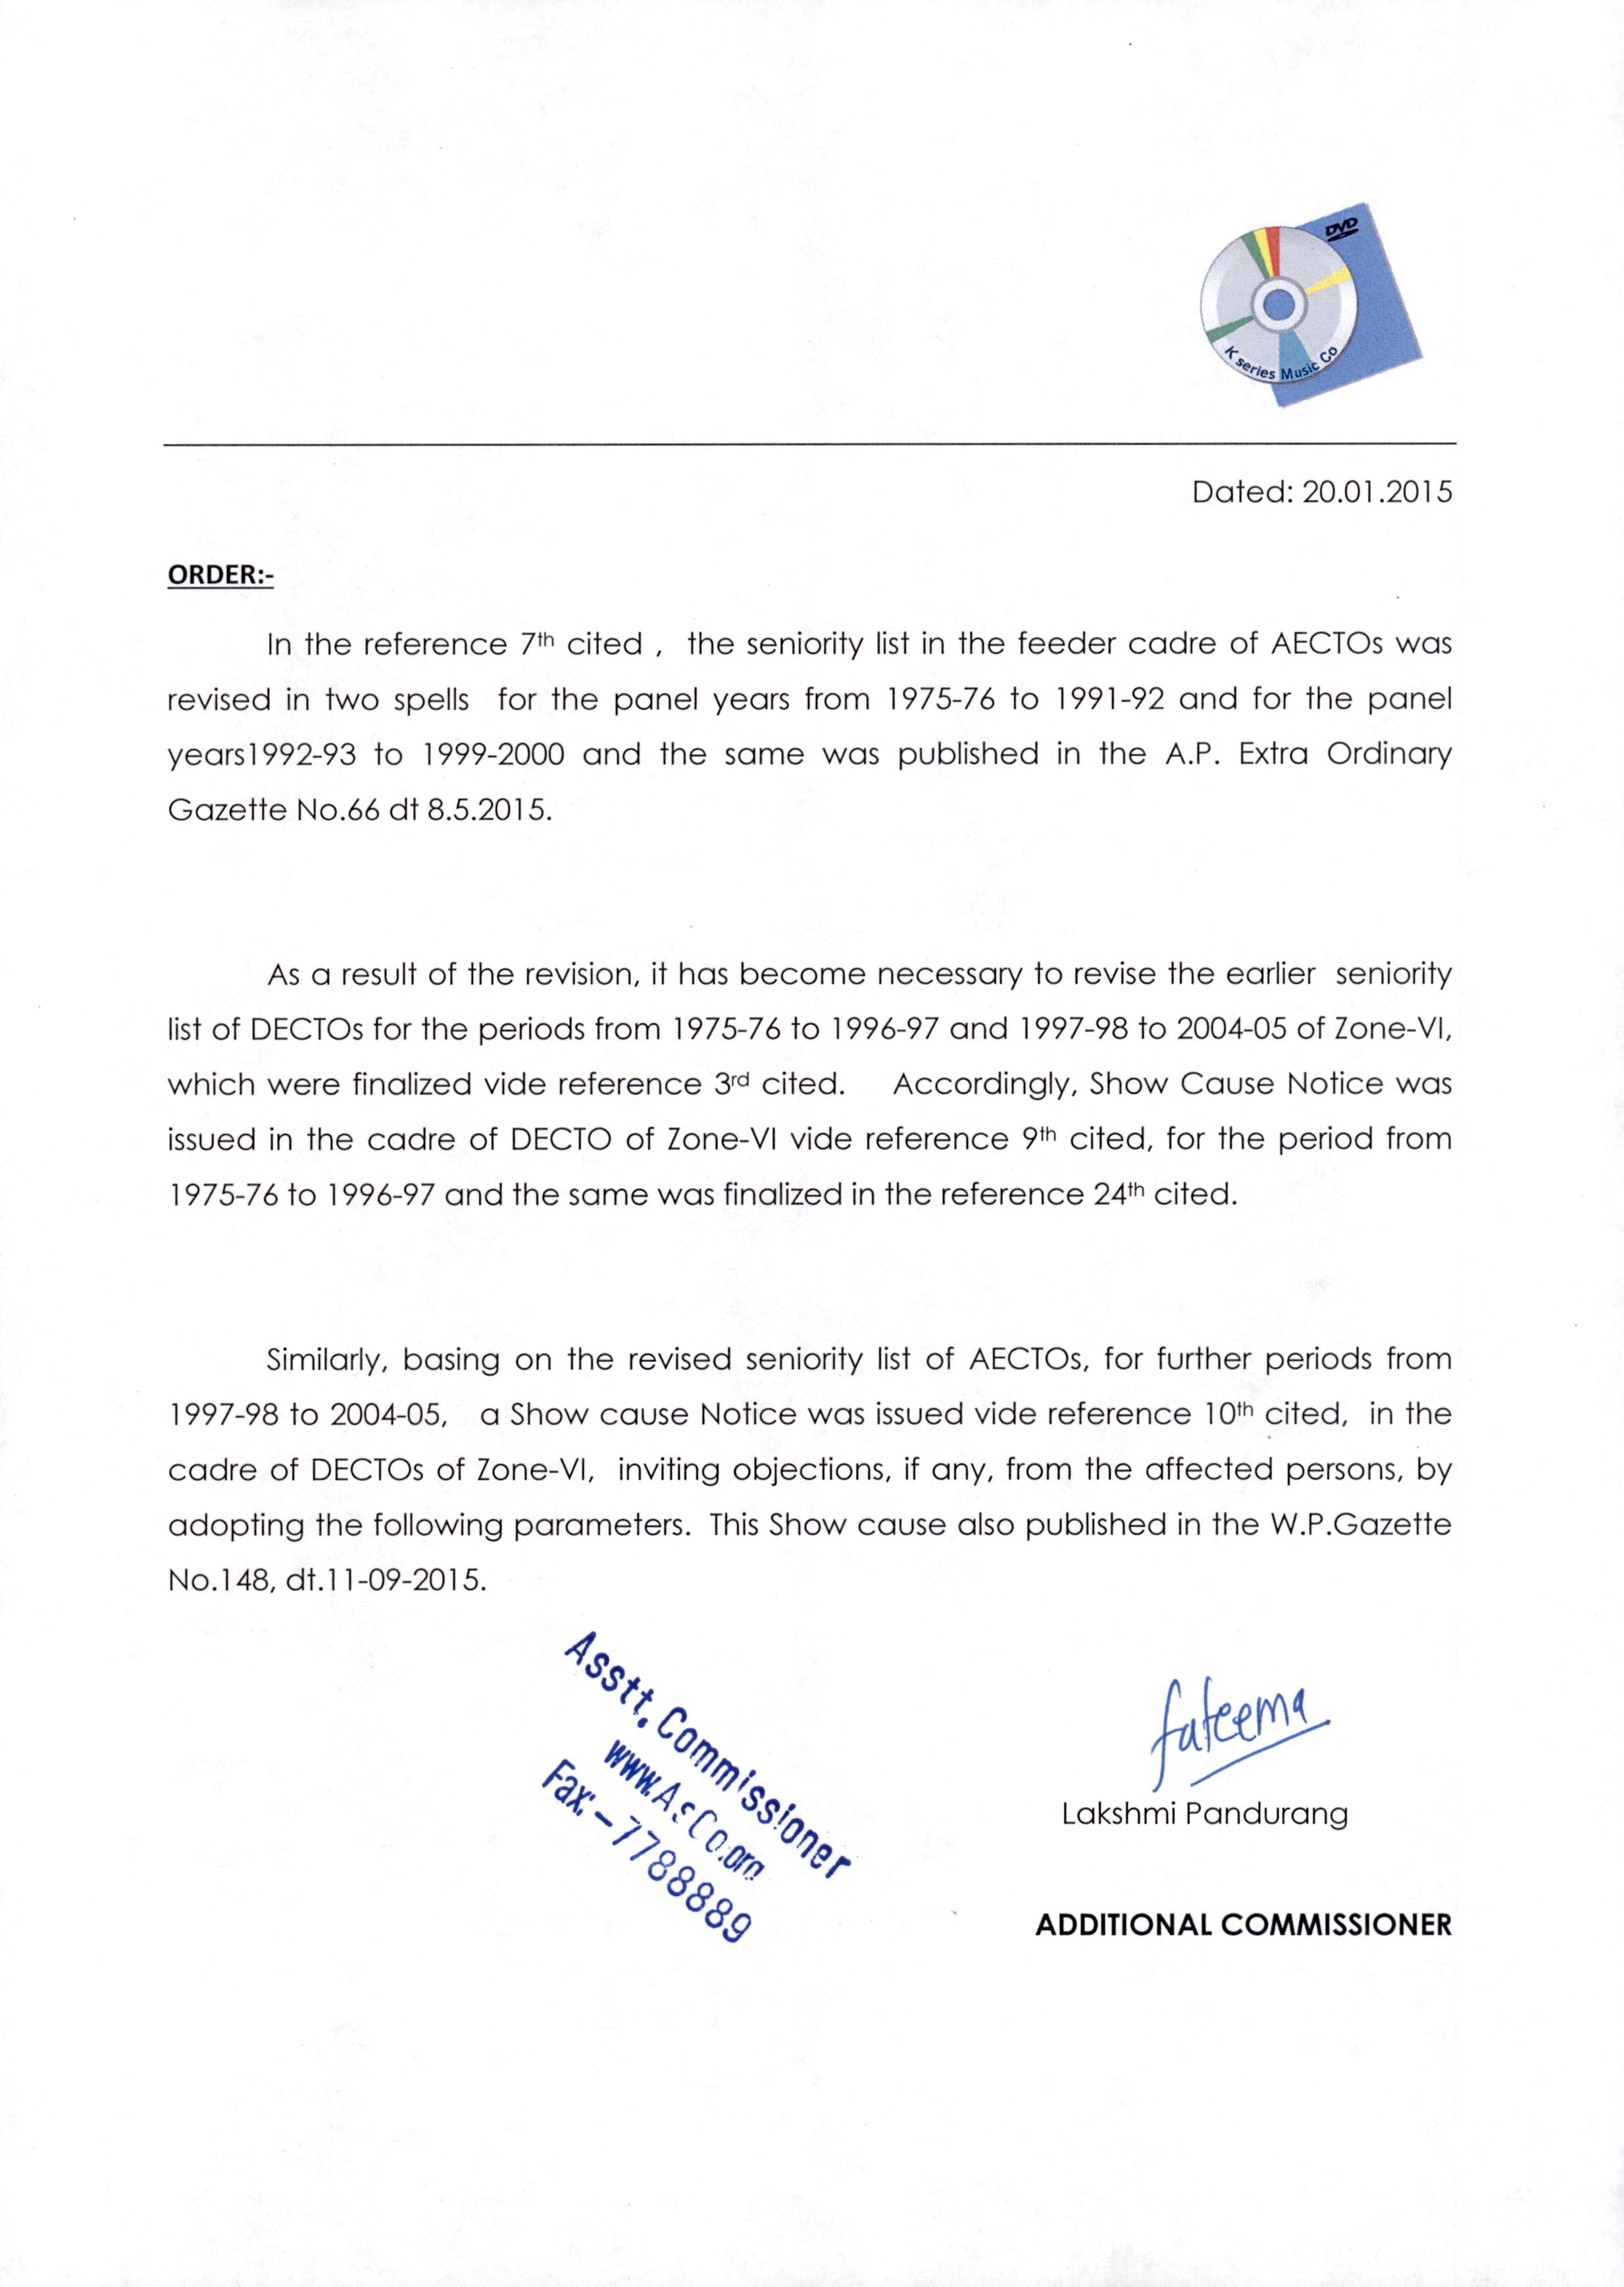 DVD
K series Music Co
Dated: 20.01.2015
ORDER:-
In the reference 7th cited , the seniority list in the feeder cadre of AECTOs was
revised in two spells for the panel years from 1975-76 to 1991-92 and for the panel
years1992-93 to 1999-2000 and the same was published in the A.P. Extra Ordinary
Gazette No.66 dt 8.5.2015.
As a result of the revision, it has become necessary to revise the earlier seniority
list of DECTOs for the periods from 1975-76 to 1996-97 and 1997-98 to 2004-05 of Zone-VI,
which were finalized vide reference 3rd cited. Accordingly, Show Cause Notice was
issued in the cadre of DECTO of Zone-VI vide reference 9th cited, for the period from
1975-76 to 1996-97 and the same was finalized in the reference 24th cited.
Similarly, basing on the revised seniority list of AECTOs, for further periods from
1997-98 to 2004-05, a Show cause Notice was issued vide reference 10th cited, in the
cadre of DECTOs of Zone-VI, inviting objections, if any, from the affected persons, by
adopting the following parameters. This Show cause also published in the W.P.Gazette
No.148, dt.11-09-2015.
Asstt. Commissioner
www.AsCo.org
Fax:-7788889
fateema
Lakshmi Pandurang
ADDITIONAL COMMISSIONER